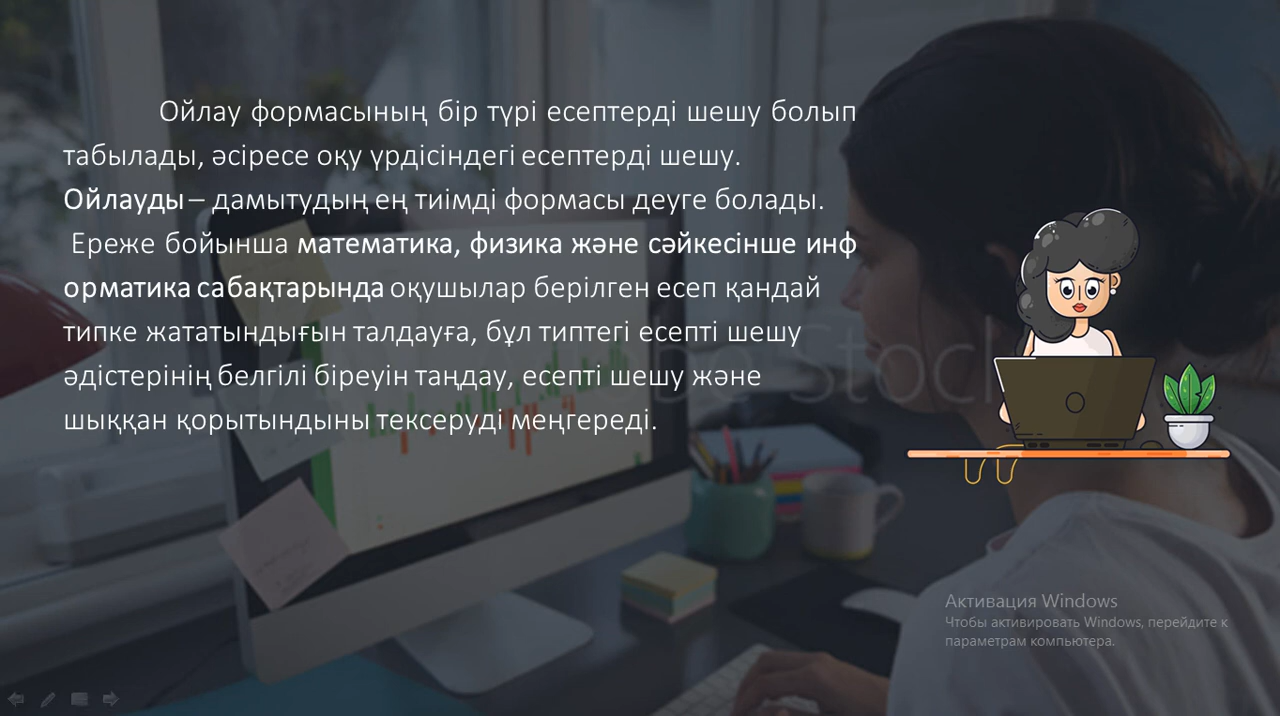 Ойлау формасының бір түрі есептерді шешу болып
табылады, әсіресе оқу үрдісіндегі есептерді шешу.
Ойлауды – дамытудың ең тиімді формасы деуге болады.
Ереже бойынша математика, физика және сәйкесінше инф
орматика сабақтарында оқушылар берілген есеп қандай
типке жататындығын талдауға, бұл типтегі есепті шешу
әдістерінің белгілі біреуін таңдау, есепті шешу және
шыққан қорытындыны тексеруді меңгереді.
Stock
Активация Windows
Чтобы активировать Windows, перейдите к
параметрам компьютера.